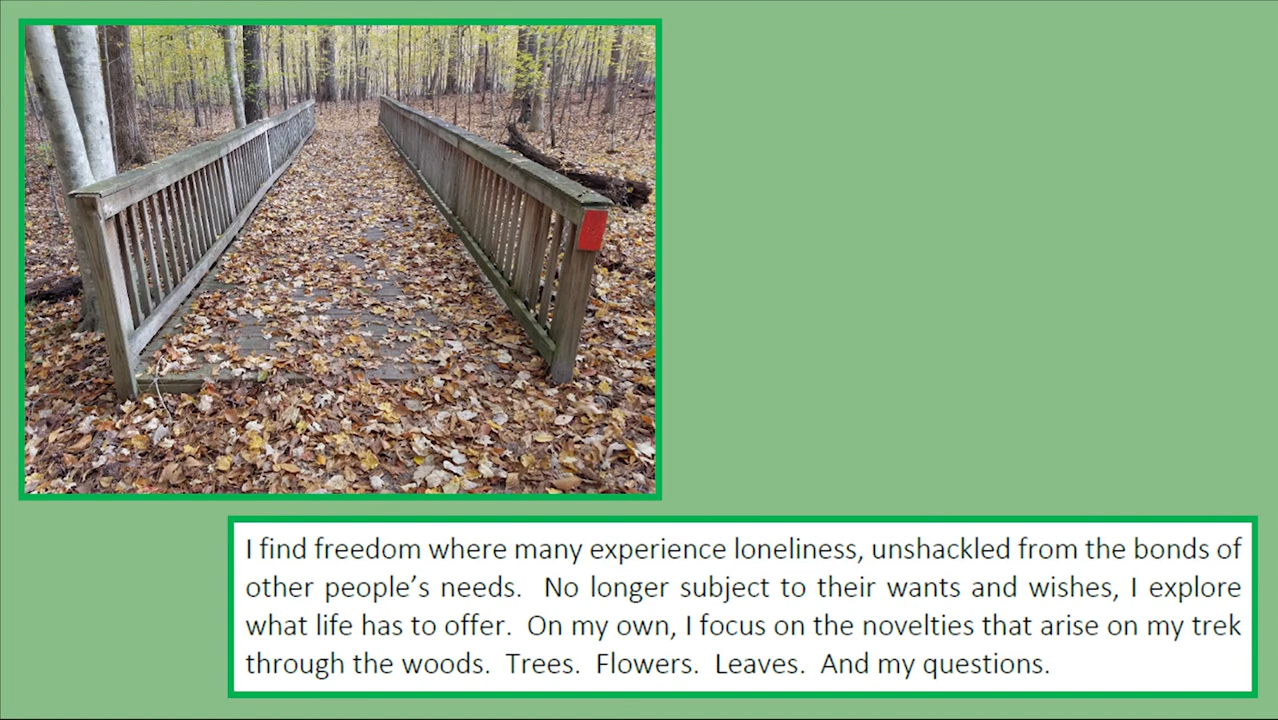 I find freedom where many experience loneliness, unshackled from the bonds of
other people’s needs.  No longer subject to their wants and wishes, I explore
what life has to offer.  On my own, I focus on the novelties that arise on my trek
through the woods.  Trees.  Flowers.  Leaves.  And my questions.